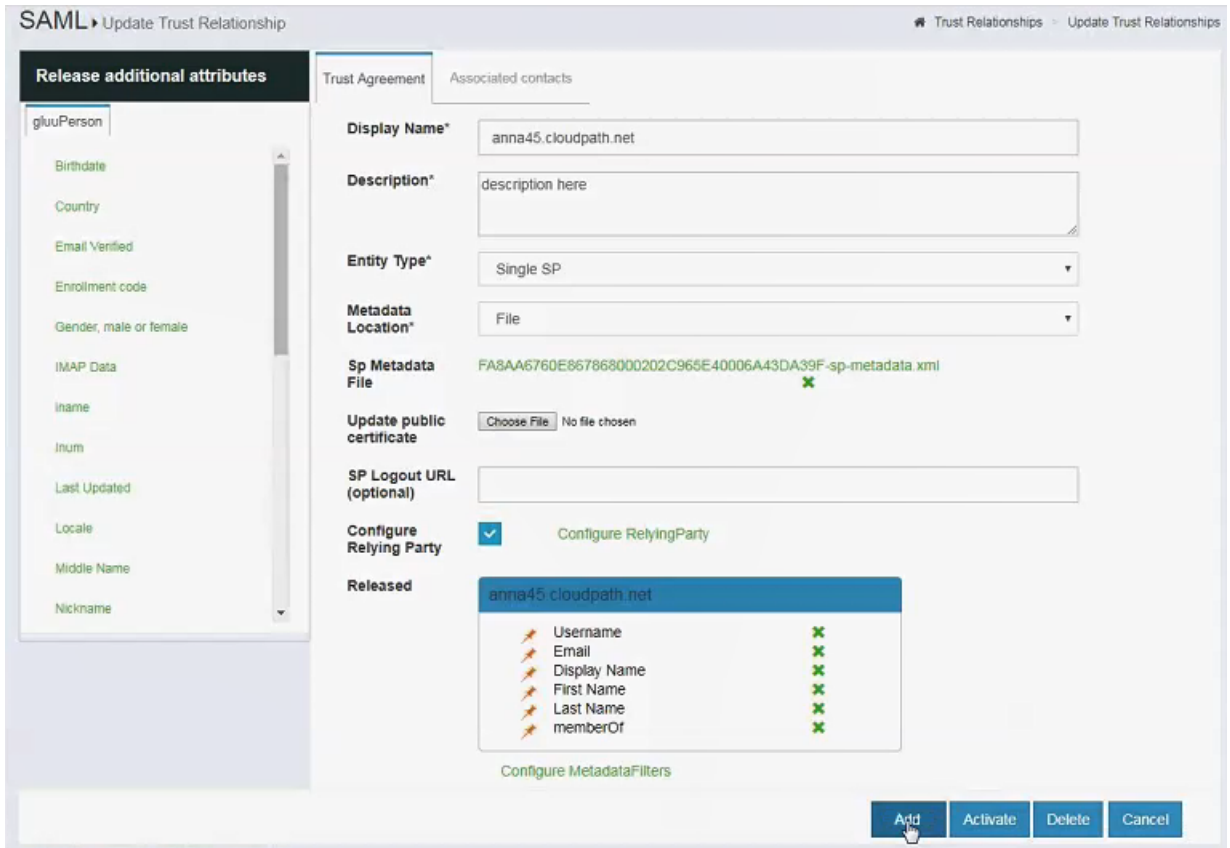 SAML Update Trust Relationship
Trust Relationships Update Trust Relationships
Release additional attributes
gluuPerson
Birthdate
Country
Email Verified
Enrollment code
Gender, male or female
IMAP Data
Iname
Inum
Last Updated
Locale
Middle Name
Nickname
Trust Agreement Associated contacts
Display Name* anna45.cloudpath.net
Description* description here
Entity Type* Single SP
Metadata
Location* File
Sp Metadata
File FA8AA6760E867868000202C965E40006A43DA39F-sp-metadata.xml
Update public
certificate Choose File No file chosen
SP Logout URL
(optional)
Configure
Relying Party Configure RelyingParty
Released
anna45.cloudpath.net
Username
Email
Display Name
First Name
Last Name
memberOf
Configure MetadataFilters
Add Activate Delete Cancel